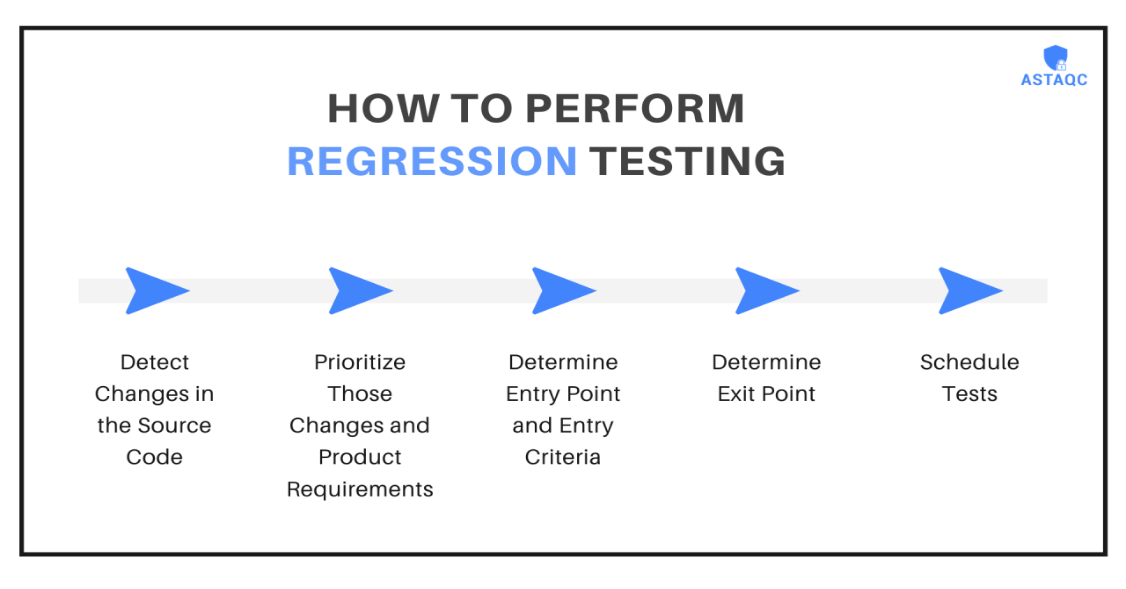 ASTAQC
HOW TO PERFORM
REGRESSION TESTING
Detect
Changes in
the Source
Code
Prioritize
Those
Changes and
Product
Requirements
Determine
Entry Point
and Entry
Criteria
Determine
Exit Point
Schedule
Tests